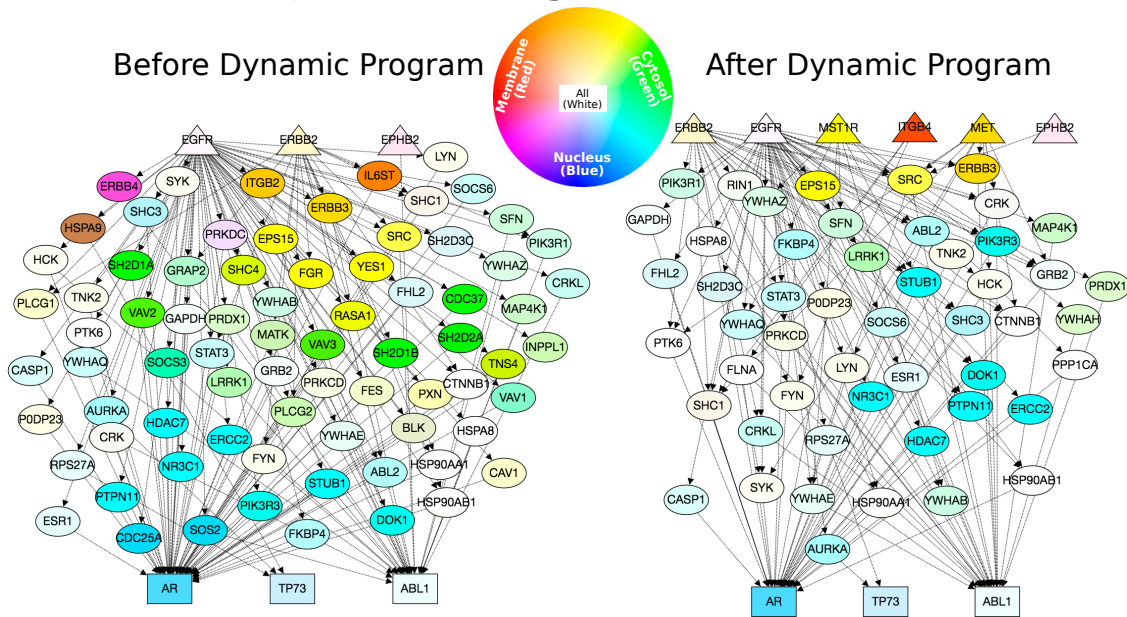 Before Dynamic Program
After Dynamic Program
Membrane
(Red)
Cytosol
(Green)
All
(White)
Nucleus
(Blue)
EGFR
ERBB2
EPHB2
LYN
ERBB4
SYK
ITGB2
IL6ST
SOCS6
SHC1
HSPA9
SHC3
ERBB3
SFN
PRKDC
EPS15
SRC
SH2D3C
PIK3R1
HCK
SH2D1A
GRAP2
SHC4
FGR
YES1
YWHAZ
CRKL
PLCG1
TNK2
YWHAB
FHL2
CDC37
MAP4K1
VAV2
GAPDH
PRDX1
RASA1
PTK6
MATK
VAV3
SH2D1B
SH2D2A
INPPL1
CASP1
YWHAQ
SOCS3
STAT3
GRB2
TNS4
LRRK1
PRKCD
FES
CTNNB1
PXN
VAV1
P0DP23
AURKA
HDAC7
PLCG2
CRK
ERCC2
YWHAE
BLK
HSPA8
RPS27A
NR3C1
FYN
ABL2
HSP90AA1
CAV1
PTPN11
PIK3R3
STUB1
HSP90AB1
ESR1
CDC25A
SOS2
FKBP4
DOK1
AR
TP73
ABL1
ERBB2
EGFR
MST1R
ITGB4
MET
EPHB2
PIK3R1
RIN1
YWHAZ
EPS15
SRC
ERBB3
CRK
GAPDH
SFN
ABL2
MAP4K1
HSPA8
FKBP4
LRRK1
TNK2
PIK3R3
FHL2
SH2D3C
STAT3
STUB1
HCK
GRB2
PRDX1
P0DP23
YWHAQ
PRKCD
SOCS6
SHC3
CTNNB1
YWHAH
PTK6
FLNA
LYN
ESR1
DOK1
PPP1CA
SHC1
FYN
NR3C1
PTPN11
ERCC2
CRKL
RPS27A
HDAC7
CASP1
SYK
YWHAE
HSP90AA1
YWHAB
HSP90AB1
AURKA
AR
TP73
ABL1